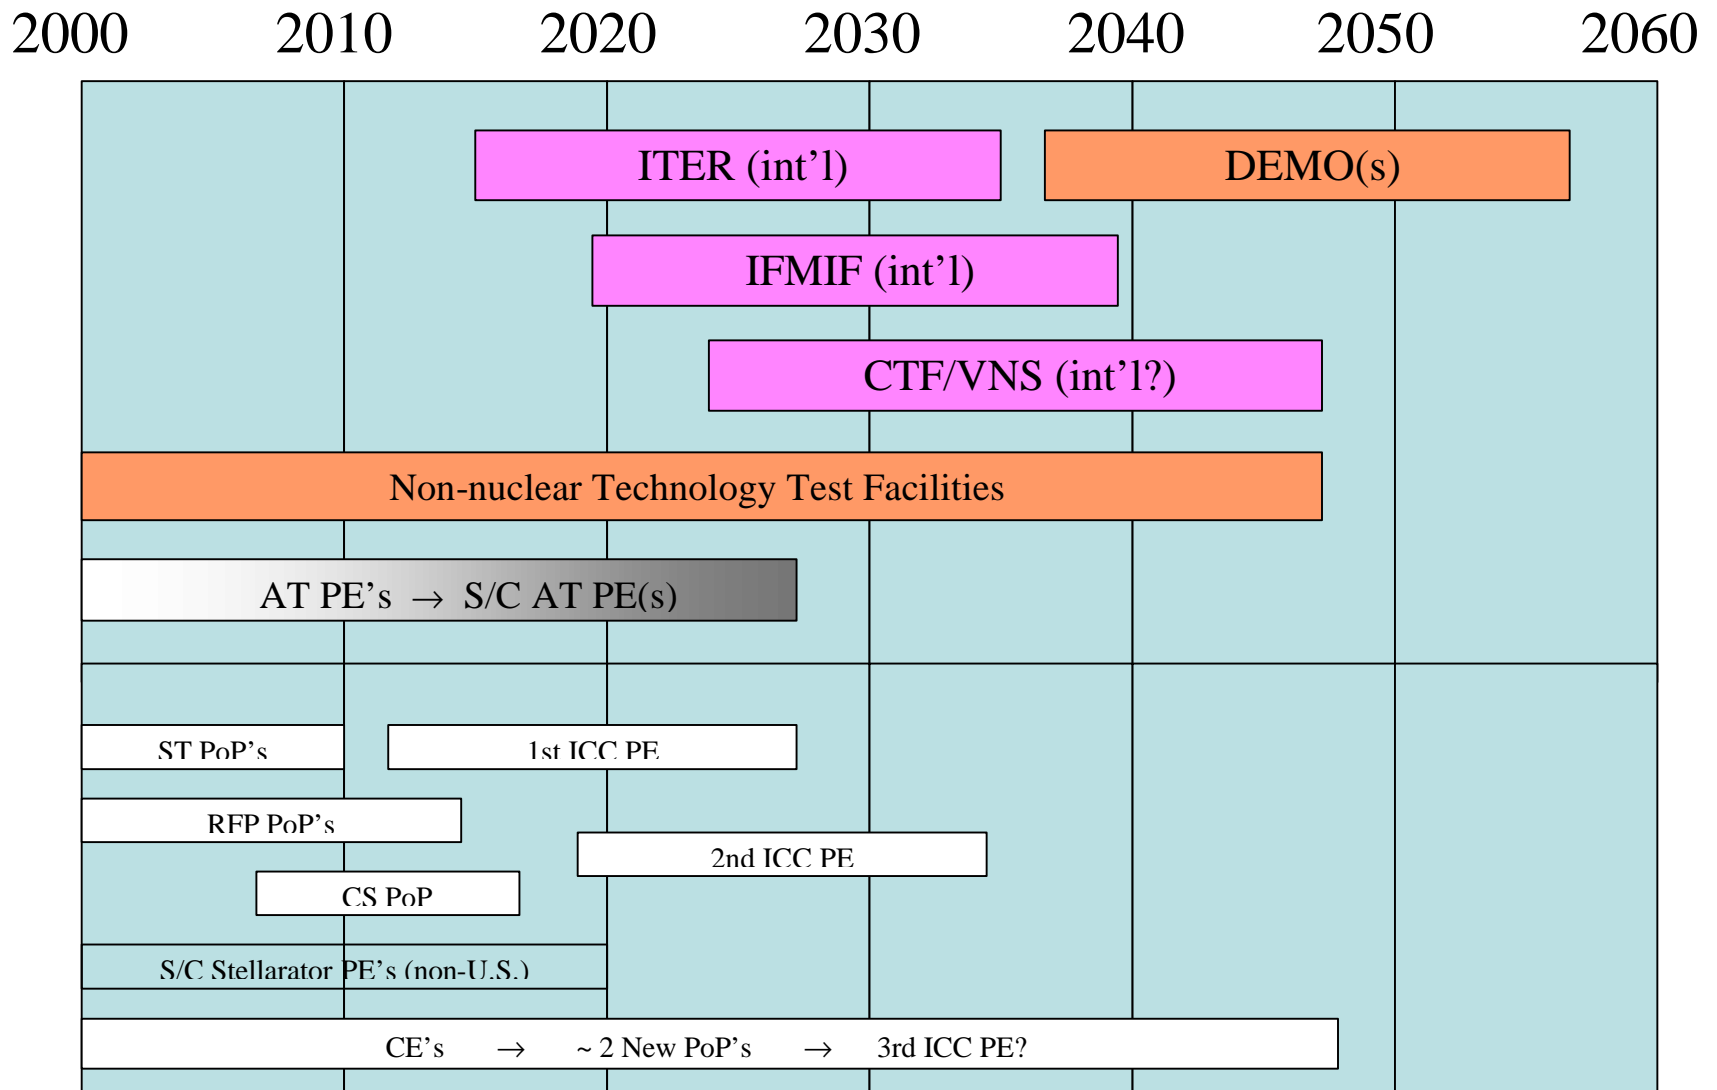 2000 2010 2020 2030 2040 2050 2060
ITER (int’l) DEMO(s)
IFMIF (int’l)
CTF/VNS (int’l?)
Non-nuclear Technology Test Facilities
AT PE’s → S/C AT PE(s)
ST PoP’s 1st ICC PE
RFP PoP’s
2nd ICC PE
CS PoP
S/C Stellarator PE’s (non-U.S.)
CE’s → ~ 2 New PoP’s → 3rd ICC PE?